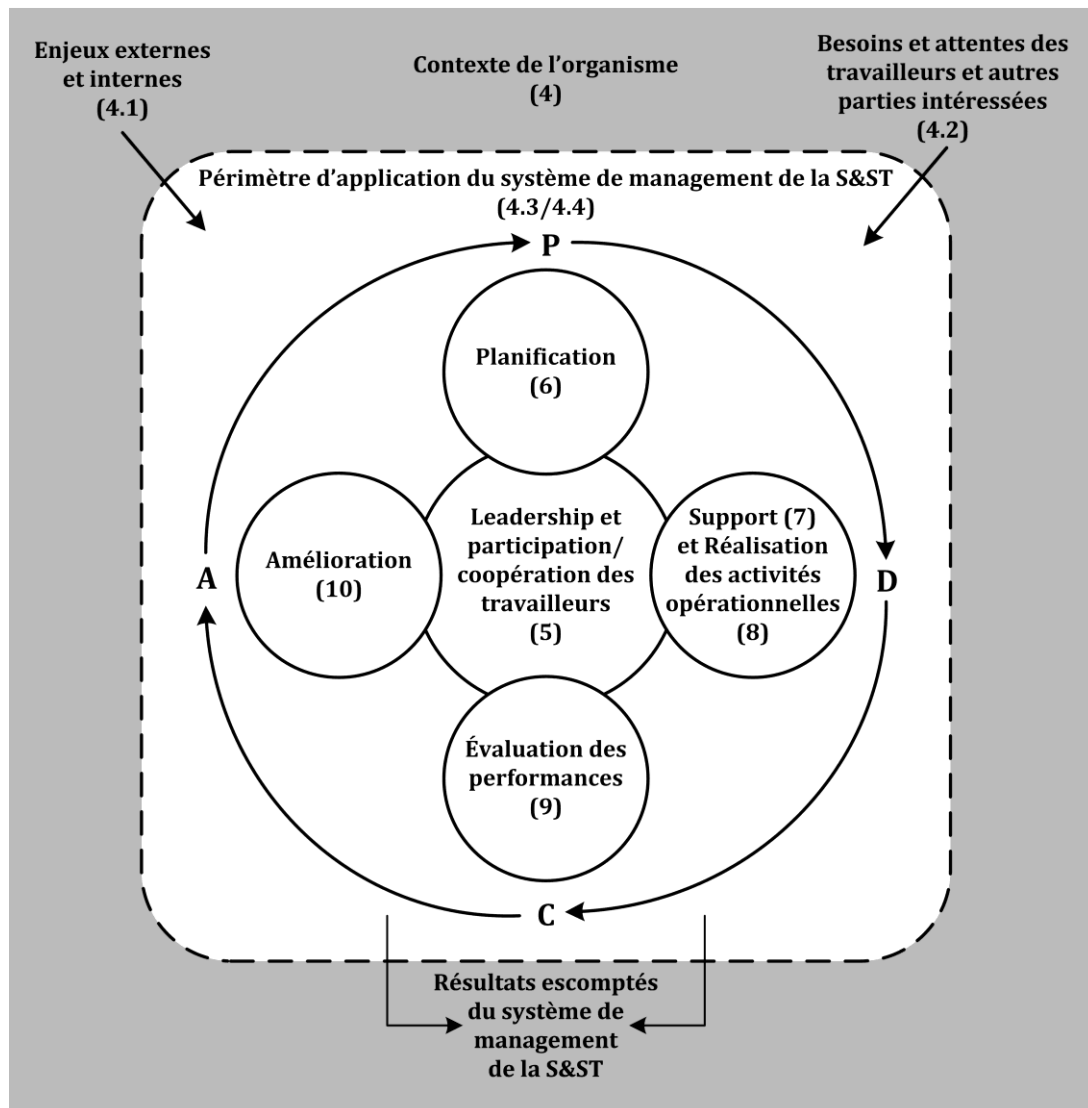 Enjeux externes
et internes
(4.1)
Contexte de l’organisme
(4)
Besoins et attentes des
travailleurs et autres
parties intéressées
(4.2)
Périmètre d’application du système de management de la S&ST
(4.3/4.4)
P
Planification
(6)
A
Amélioration
(10)
Leadership et
participation/
coopération des
travailleurs
(5)
Support (7)
et Réalisation
des activités
opérationnelles
(8)
D
Évaluation des
performances
(9)
C
Résultats escomptés
du système de
management
de la S&ST